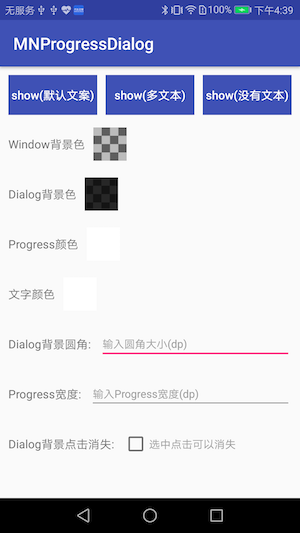 无服务 100% 下午4:39
MNProgressDialog
show(默认文案) show(多文本) show(没有文本)
Window背景色
Dialog背景色
Progress颜色
文字颜色
Dialog背景圆角: 输入圆角大小(dp)
Progress宽度: 输入Progress宽度(dp)
Dialog背景点击消失: 选中点击可以消失